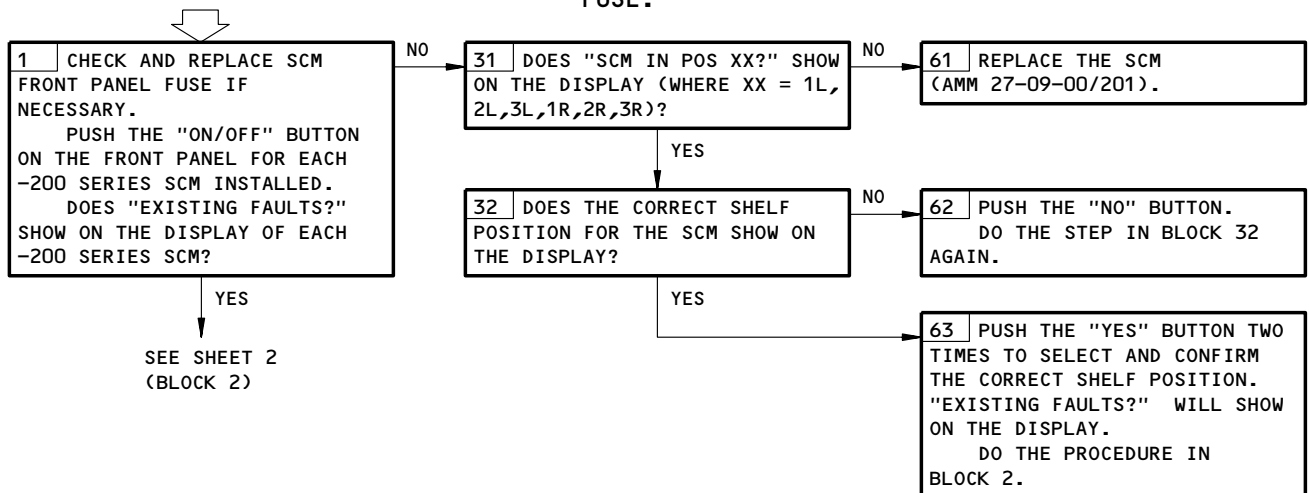 FUSE.
1 CHECK AND REPLACE SCM
FRONT PANEL FUSE IF
NECESSARY.
PUSH THE "ON/OFF" BUTTON
ON THE FRONT PANEL FOR EACH
-200 SERIES SCM INSTALLED.
DOES "EXISTING FAULTS?"
SHOW ON THE DISPLAY OF EACH
-200 SERIES SCM?
NO
YES
SEE SHEET 2
(BLOCK 2)
31 DOES "SCM IN POS XX?" SHOW
ON THE DISPLAY (WHERE XX = 1L,
2L,3L,1R,2R,3R)?
NO
YES
32 DOES THE CORRECT SHELF
POSITION FOR THE SCM SHOW ON
THE DISPLAY?
NO
YES
61 REPLACE THE SCM
(AMM 27-09-00/201).
62 PUSH THE "NO" BUTTON.
DO THE STEP IN BLOCK 32
AGAIN.
63 PUSH THE "YES" BUTTON TWO
TIMES TO SELECT AND CONFIRM
THE CORRECT SHELF POSITION.
"EXISTING FAULTS?" WILL SHOW
ON THE DISPLAY.
DO THE PROCEDURE IN
BLOCK 2.